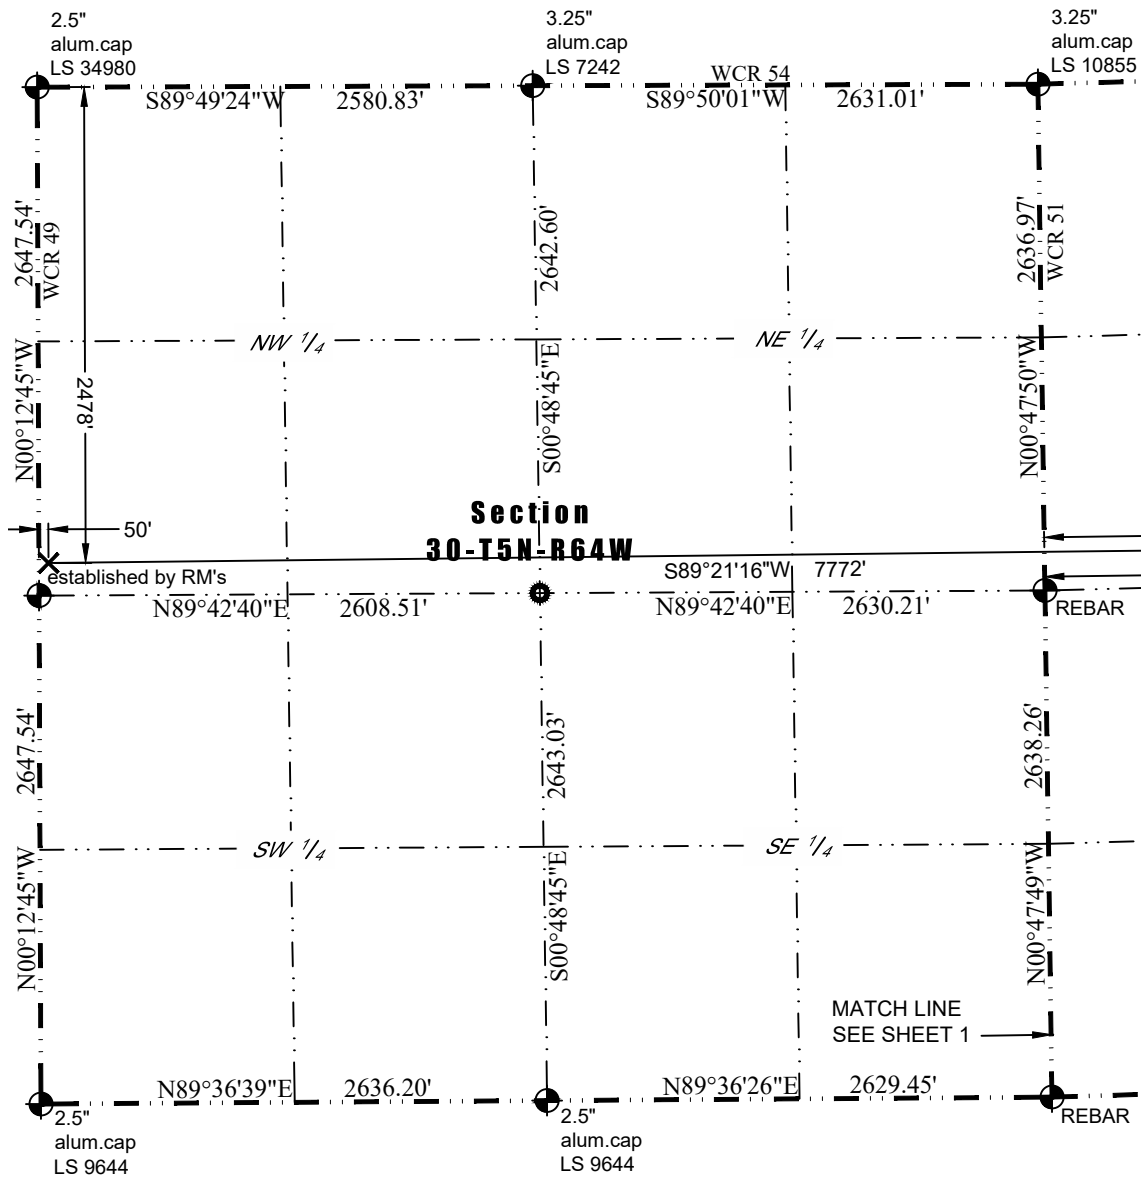 2.5"
alum.cap
LS 34980
3.25"
alum.cap
LS 7242
3.25"
alum.cap
LS 10855
WCR 54
S89°49'24"W 2580.83'
S89°50'01"W 2631.01'
2647.54'
WCR 49
N00°12'45"W
2478'
2642.60'
S00°48'45"E
2636.97'
WCR 51
N00°47'50"W
NW 1/4
NE 1/4
50'
Section
30-T5N-R64W
established by RM's
S89°21'16"W 7772'
N89°42'40"E 2608.51'
N89°42'40"E 2630.21'
REBAR
2647.54'
N00°12'45"W
2643.03'
S00°48'45"E
2638.26'
N00°47'49"W
SW 1/4
SE 1/4
MATCH LINE
SEE SHEET 1
N89°36'39"E 2636.20'
N89°36'26"E 2629.45'
2.5"
alum.cap
LS 9644
2.5"
alum.cap
LS 9644
REBAR